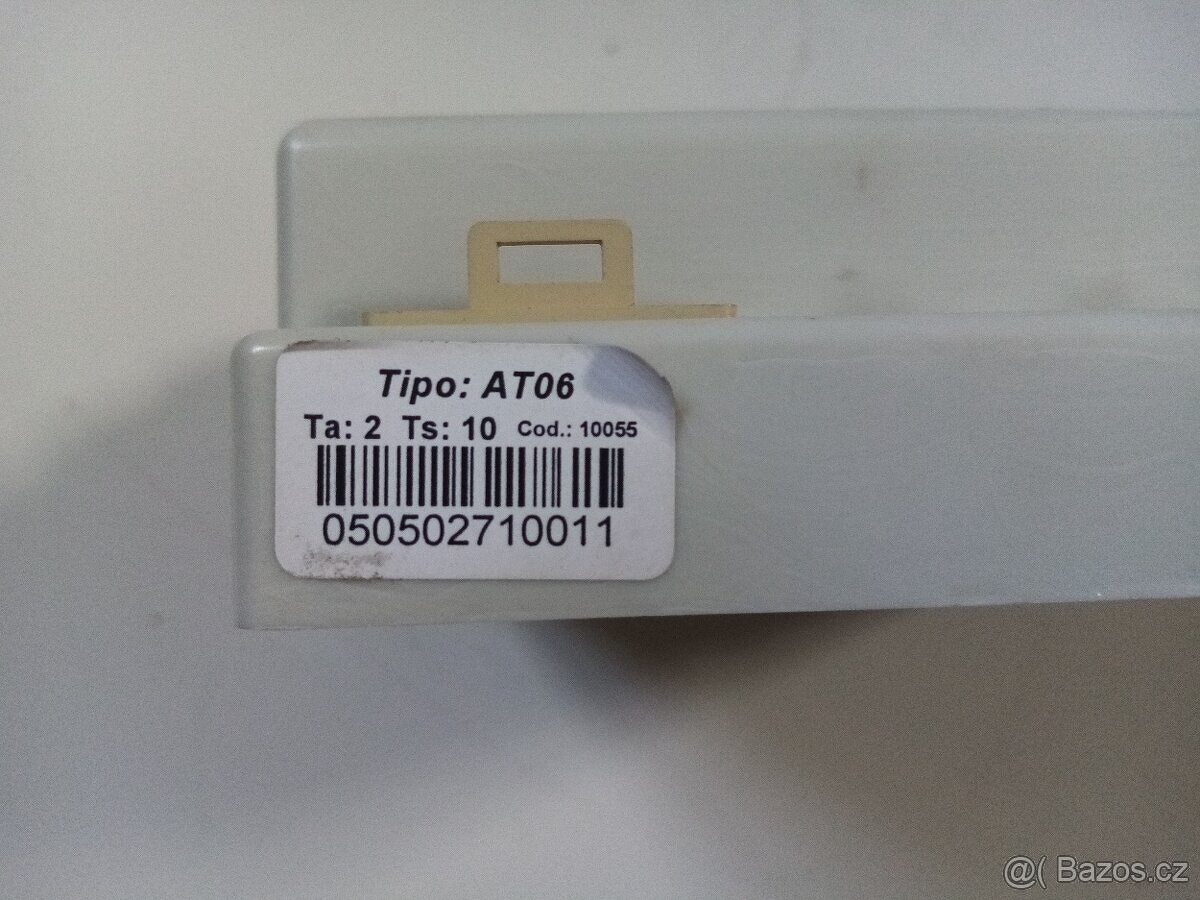 Tipo: AT06
Ta: 2 Ts: 10 Cod.: 10055
050502710011
@( Bazos.cz